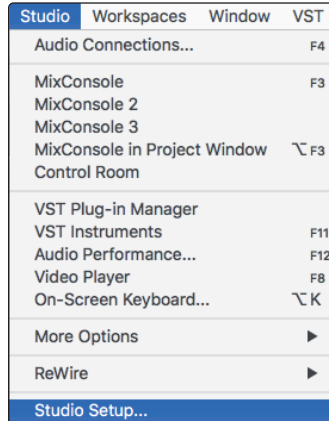 Studio Workspaces Window VST
Audio Connections... F4
MixConsole F3
MixConsole 2
MixConsole 3
MixConsole in Project Window ⌥F3
Control Room
VST Plug-in Manager
VST Instruments F11
Audio Performance... F12
Video Player F8
On-Screen Keyboard... ⌥K
More Options ▶
ReWire ▶
Studio Setup...